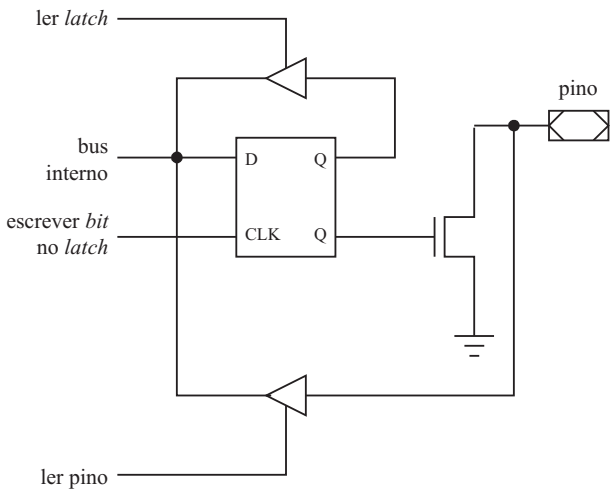 ler latch
pino
bus
interno
D
Q
escrever bit
no latch
CLK
Q
ler pino